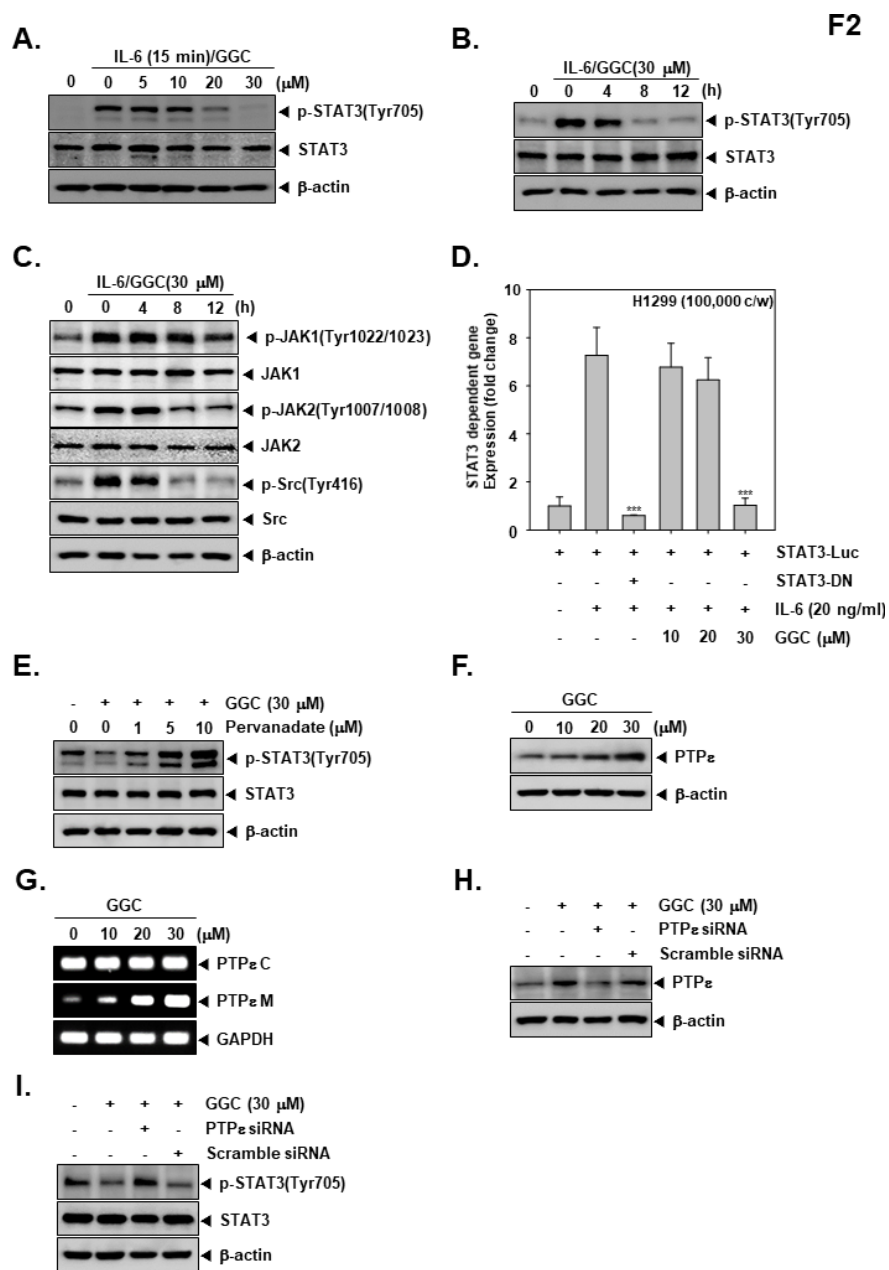 F2
A.
IL-6 (15 min)/GGC
0 0 5 10 20 30 (μM)
p-STAT3(Tyr705)
STAT3
β-actin
B.
IL-6/GGC(30 μM)
0 0 4 8 12 (h)
p-STAT3(Tyr705)
STAT3
β-actin
C.
IL-6/GGC(30 μM)
0 0 4 8 12 (h)
p-JAK1(Tyr1022/1023)
JAK1
p-JAK2(Tyr1007/1008)
JAK2
p-Src(Tyr416)
Src
β-actin
D.
H1299 (100,000 c/w)
STAT3 dependent gene
Expression (fold change)
10
8
6
4
2
0
*** ***
+ + + + + + STAT3-Luc
- - + - - - STAT3-DN
- + + + + + IL-6 (20 ng/ml)
- - - 10 20 30 GGC (μM)
E.
- + + + + GGC (30 μM)
0 0 1 5 10 Pervanadate (μM)
p-STAT3(Tyr705)
STAT3
β-actin
F.
GGC
0 10 20 30 (μM)
PTPε
β-actin
G.
GGC
0 10 20 30 (μM)
PTPε C
PTPε M
GAPDH
H.
- + + + GGC (30 μM)
- - + - PTPε siRNA
- - - + Scramble siRNA
PTPε
β-actin
I.
- + + + GGC (30 μM)
- - + - PTPε siRNA
- - - + Scramble siRNA
p-STAT3(Tyr705)
STAT3
β-actin